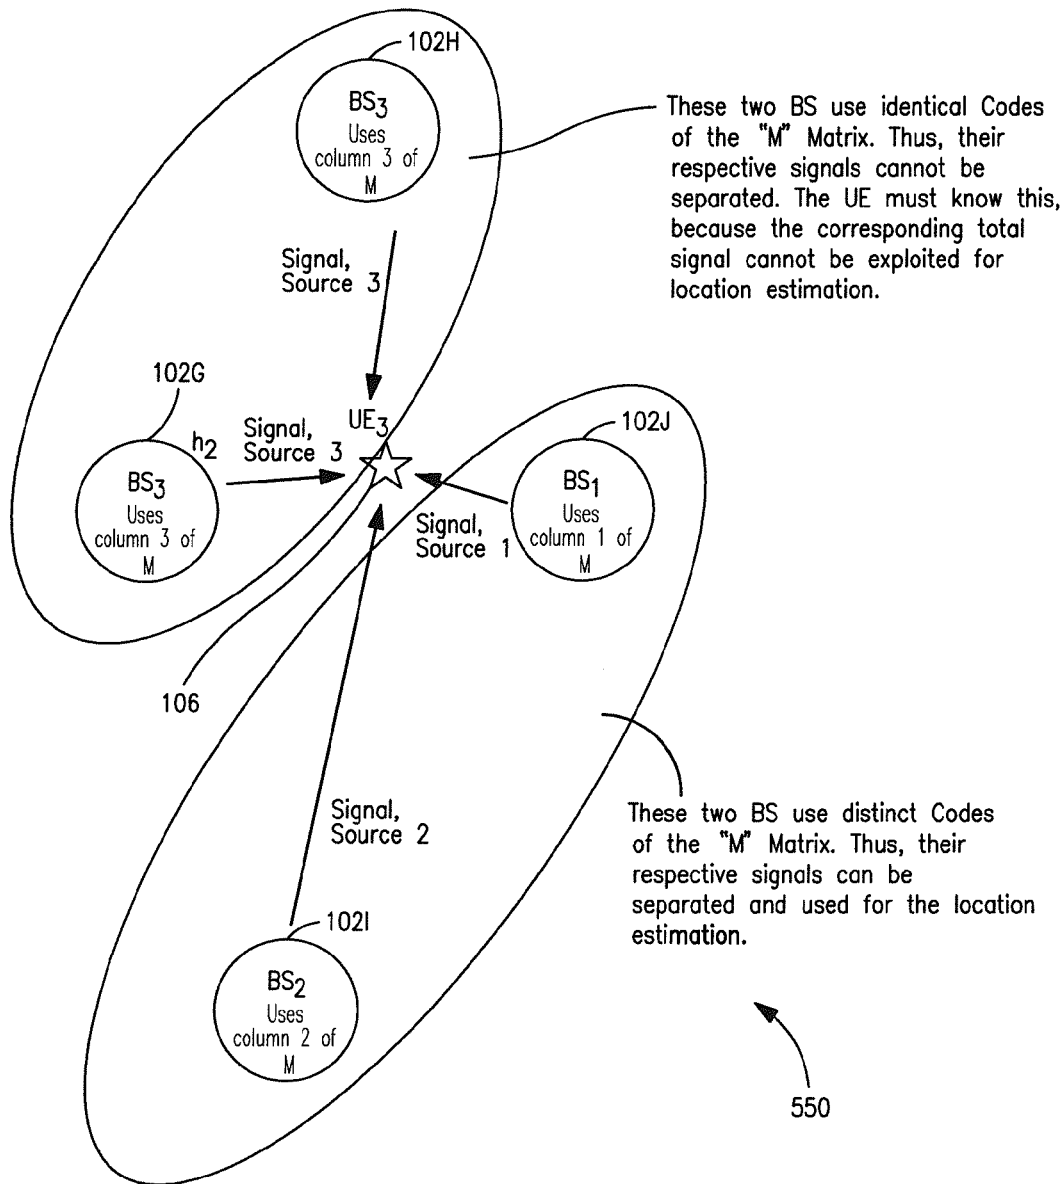 102H
BS3
Uses
column 3 of
M
These two BS use identical Codes
of the "M" Matrix. Thus, their
respective signals cannot be
separated. The UE must know this,
because the corresponding total
signal cannot be exploited for
location estimation.
Signal,
Source 3
102G
h2
BS3
Uses
column 3 of
M
Signal,
Source 3
UE3
102J
BS1
Uses
column 1 of
M
Signal,
Source 1
106
Signal,
Source 2
These two BS use distinct Codes
of the "M" Matrix. Thus, their
respective signals can be
separated and used for the location
estimation.
102I
BS2
Uses
column 2 of
M
550